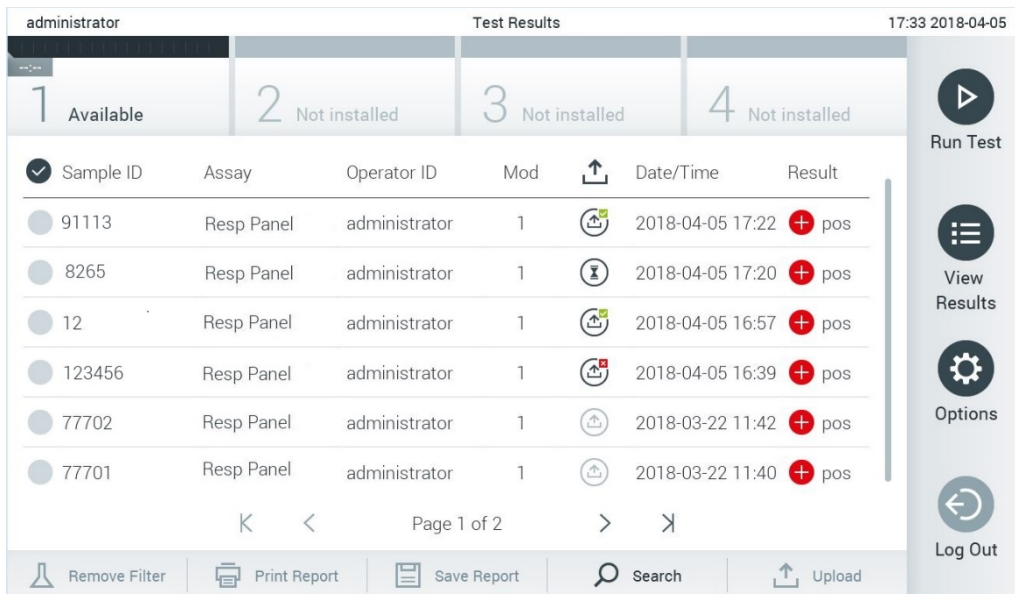 administrator Test Results 17:33 2018-04-05
--:--
1 Available 2 Not installed 3 Not installed 4 Not installed
Run Test
Sample ID Assay Operator ID Mod Date/Time Result
91113 Resp Panel administrator 1 2018-04-05 17:22 pos
8265 Resp Panel administrator 1 2018-04-05 17:20 pos
View
Results
12 Resp Panel administrator 1 2018-04-05 16:57 pos
123456 Resp Panel administrator 1 2018-04-05 16:39 pos
Options
77702 Resp Panel administrator 1 2018-03-22 11:42 pos
77701 Resp Panel administrator 1 2018-03-22 11:40 pos
Page 1 of 2
Log Out
Remove Filter Print Report Save Report Search Upload